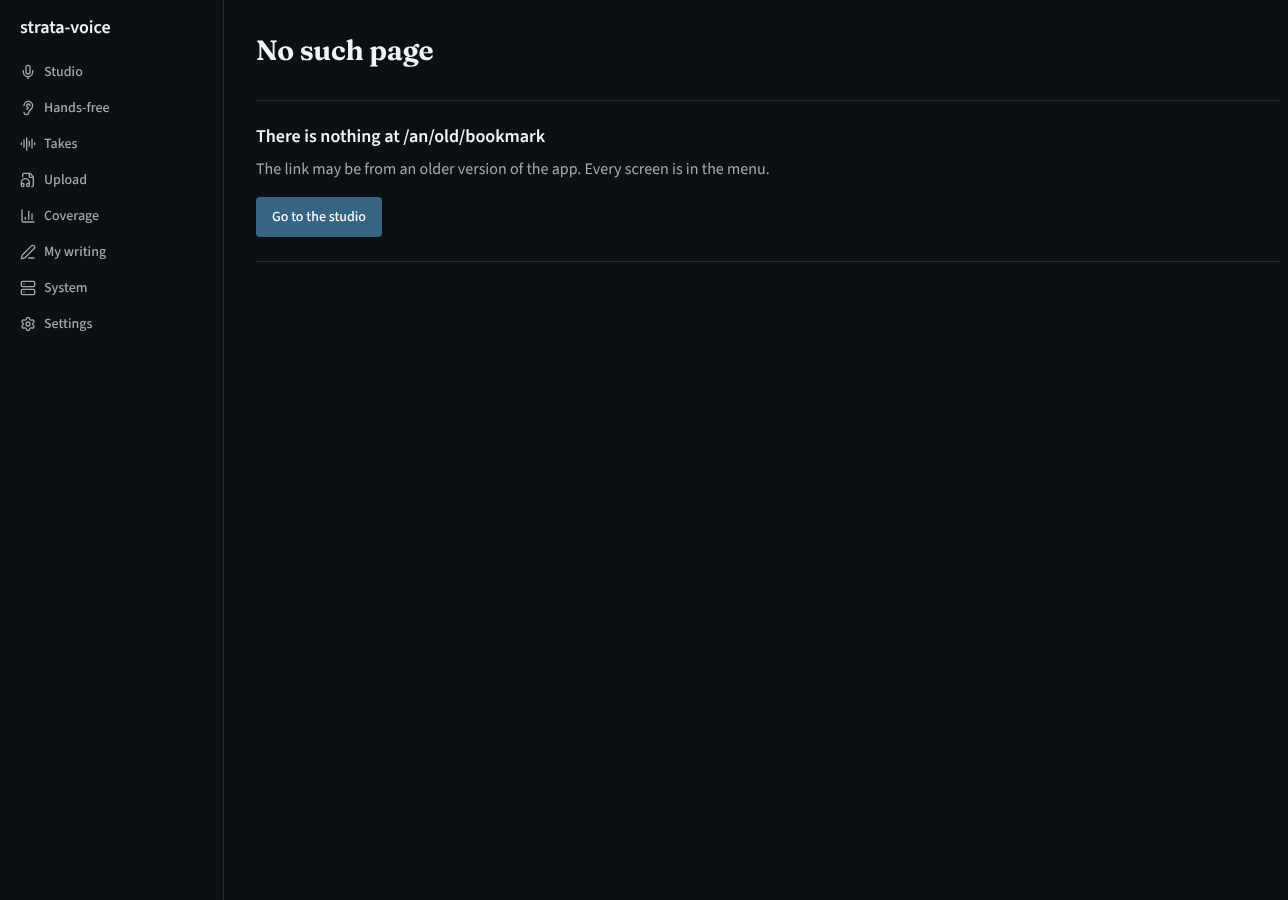 strata-voice
Studio
Hands-free
Takes
Upload
Coverage
My writing
System
Settings
No such page
There is nothing at /an/old/bookmark
The link may be from an older version of the app. Every screen is in the menu.
Go to the studio